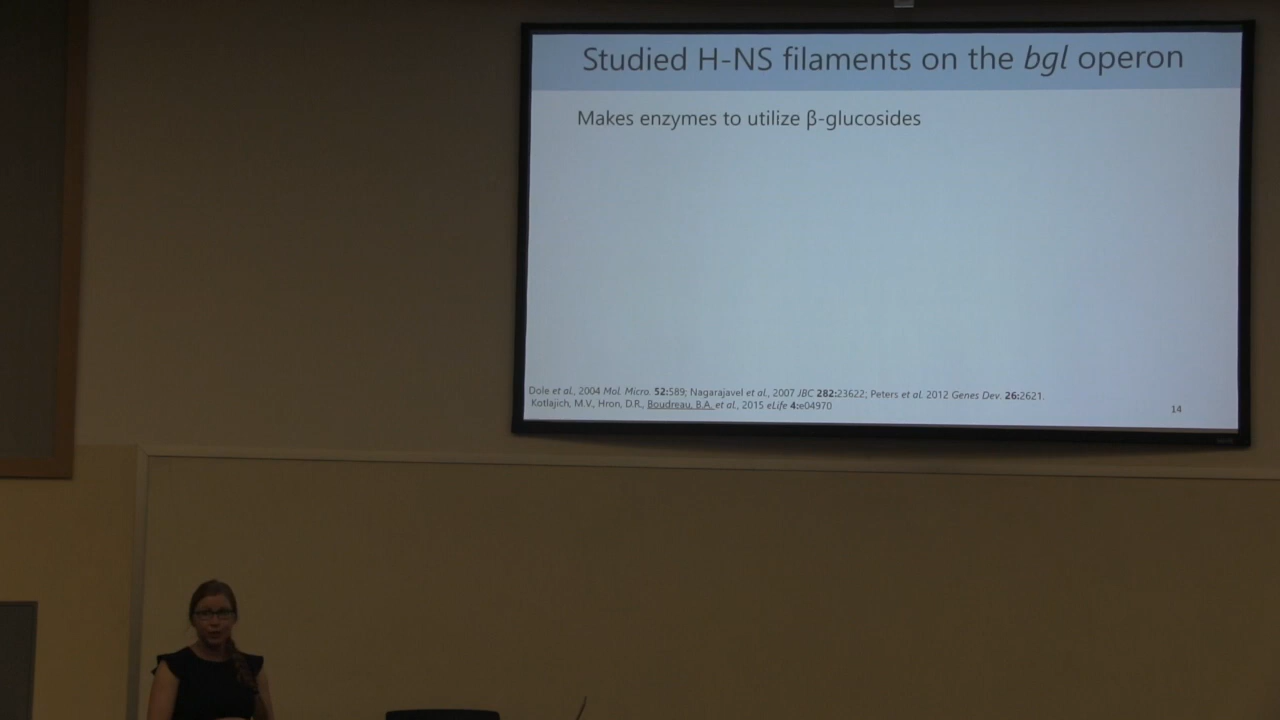 Studied H-NS filaments on the bgl operon
Makes enzymes to utilize β-glucosides
Dole et al., 2004 Mol. Micro. 52:589; Nagarajavel et al., 2007 JBC 282:23622; Peters et al. 2012 Genes Dev. 26:2621.
Kotlajich, M.V., Hron, D.R., Boudreau, B.A. et al., 2015 eLife 4:e04970
14